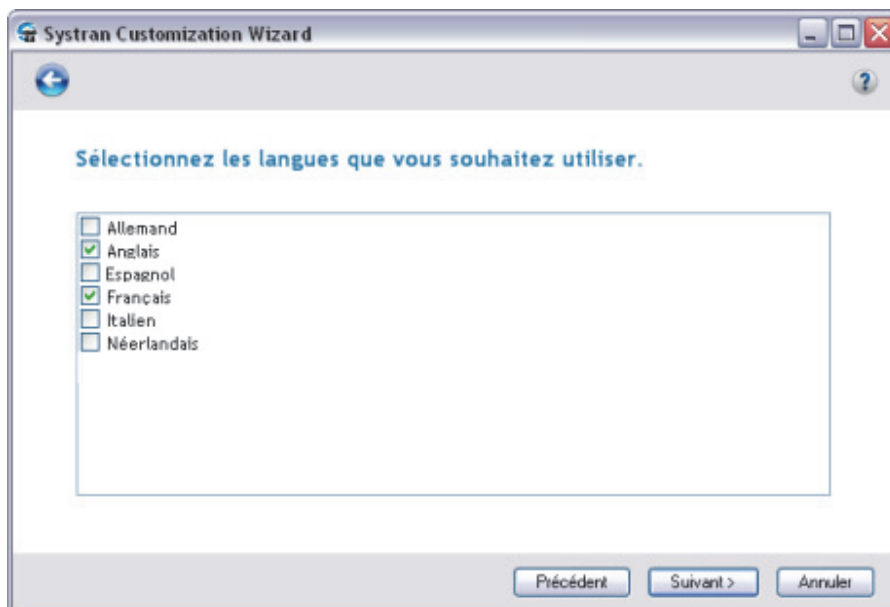 Systran Customization Wizard
?
Sélectionnez les langues que vous souhaitez utiliser.
Allemand
Anglais
Espagnol
Français
Italien
Néerlandais
Précédent Suivant > Annuler